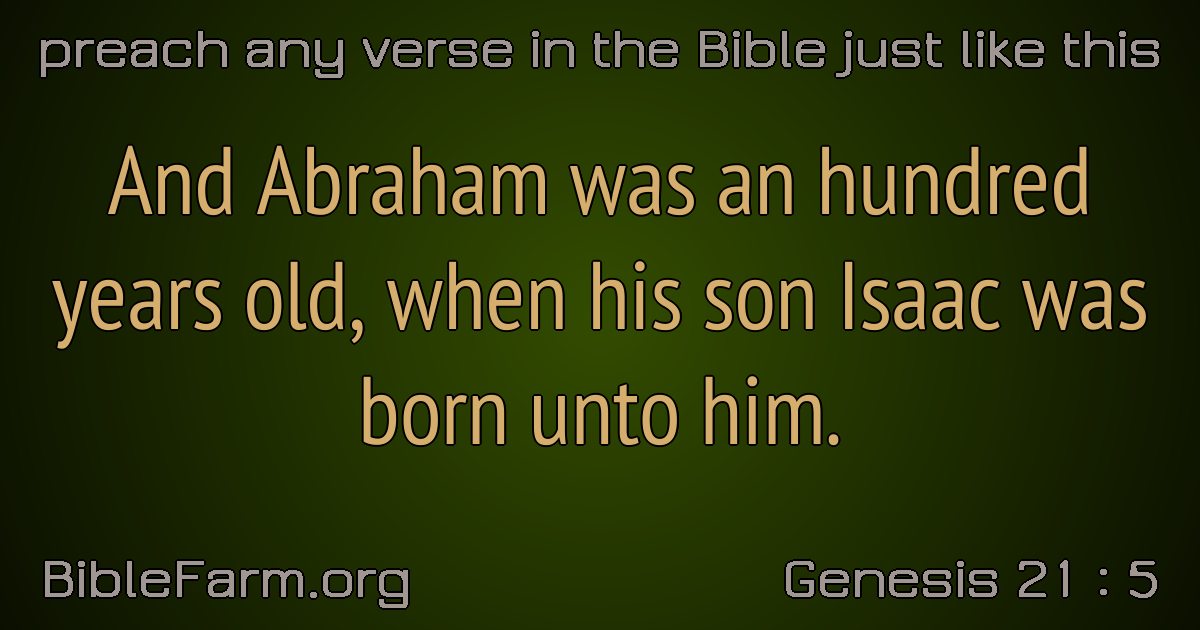 preach any verse in the Bible just like this
And Abraham was an hundred
years old, when his son Isaac was
born unto him.
BibleFarm.org
Genesis 21 : 5